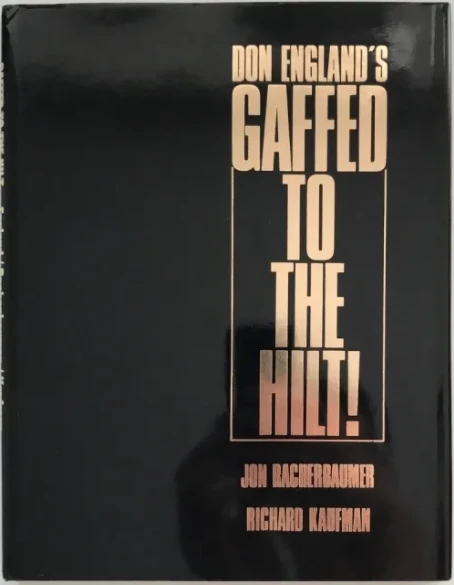 DON ENGLAND'S
GAFFED
TO
THE
HILT!
JON RACHERBAUMER
RICHARD KAUFMAN